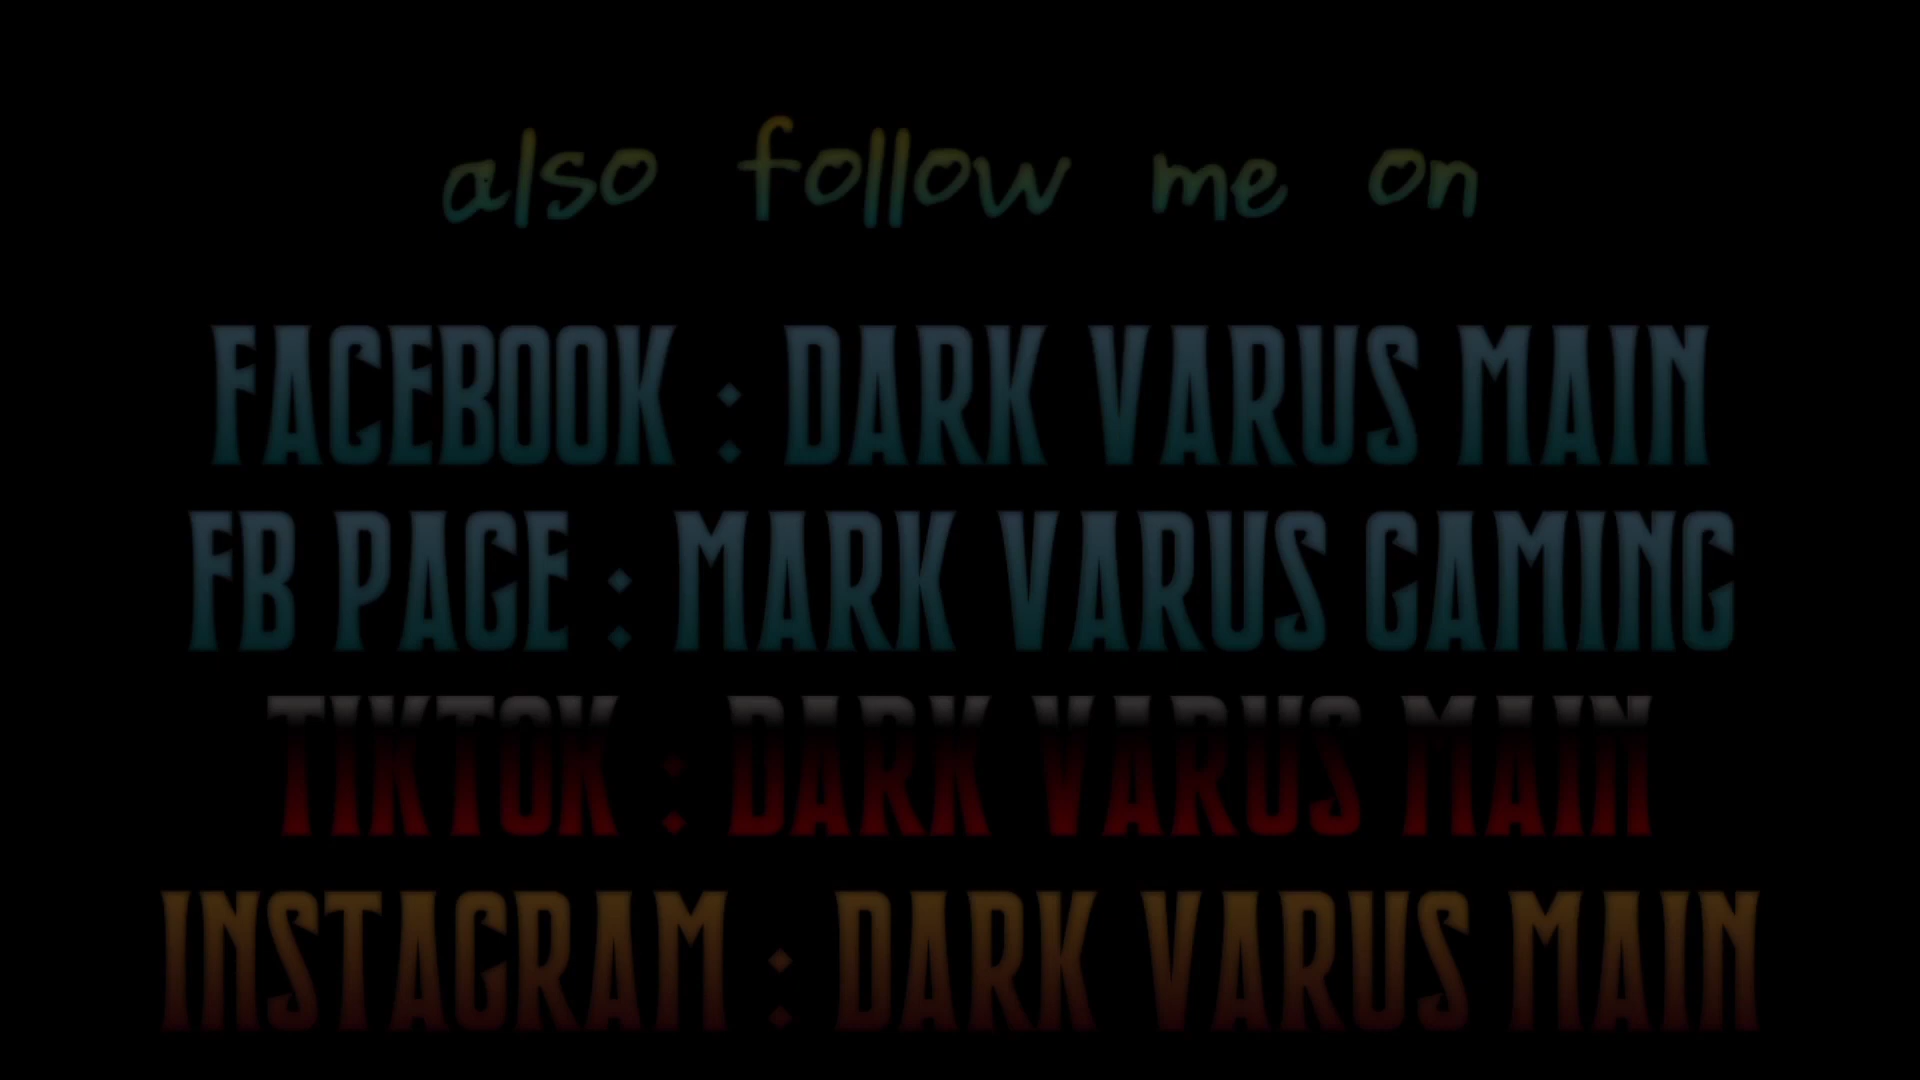 also follow me on
FACEBOOK : DARK VARUS MAIN
FB PAGE : MARK VARUS GAMING
TIKTOK : DARK VARUS MAIN
INSTAGRAM : DARK VARUS MAIN